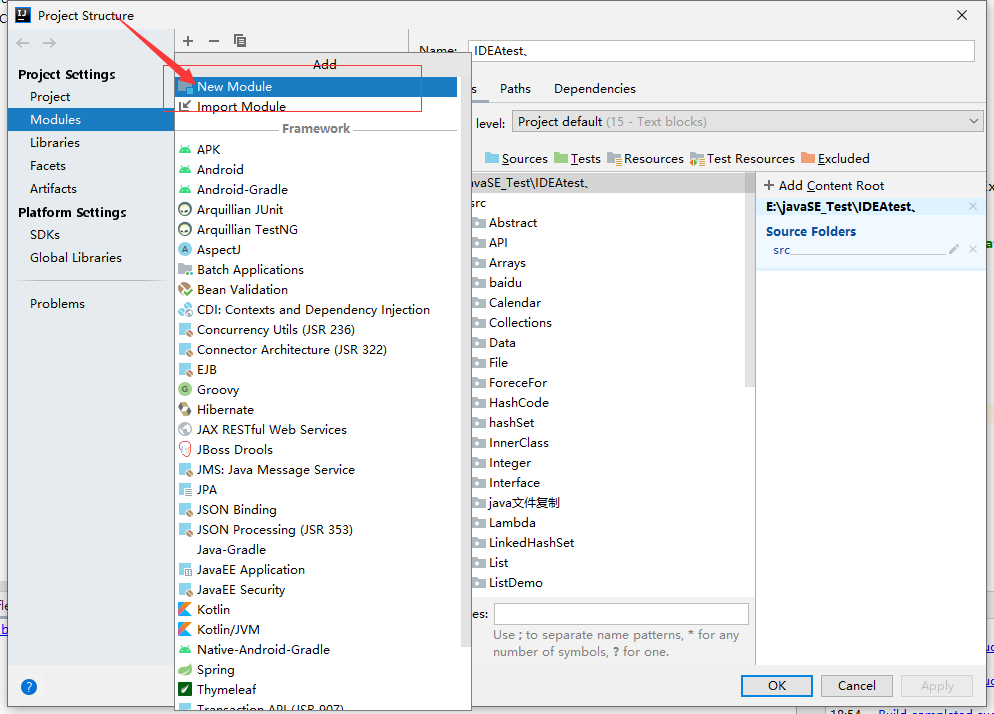 Project Structure
Name: IDEAtest、
Add
Project Settings
Project
Modules
Libraries
Facets
Artifacts
Platform Settings
SDKs
Global Libraries
Problems
New Module
Import Module
Framework
APK
Android
Android-Gradle
Arquillian JUnit
Arquillian TestNG
AspectJ
Batch Applications
Bean Validation
CDI: Contexts and Dependency Injection
Concurrency Utils (JSR 236)
Connector Architecture (JSR 322)
EJB
Groovy
Hibernate
JAX RESTful Web Services
JBoss Drools
JMS: Java Message Service
JPA
JSON Binding
JSON Processing (JSR 353)
Java-Gradle
JavaEE Application
JavaEE Security
Kotlin
Kotlin/JVM
Native-Android-Gradle
Spring
Thymeleaf
Transaction API (JSR 907)
s Paths Dependencies
level: Project default (15 - Text blocks)
Sources Tests Resources Test Resources Excluded
avaSE_Test\IDEAtest、
src
Abstract
API
Arrays
baidu
Calendar
Collections
Data
File
ForeceFor
HashCode
hashSet
InnerClass
Integer
Interface
java文件复制
Lambda
LinkedHashSet
List
ListDemo
+ Add Content Root
E:\javaSE_Test\IDEAtest、
Source Folders
src
es:
Use ; to separate name patterns, * for any
number of symbols, ? for one.
OK Cancel Apply